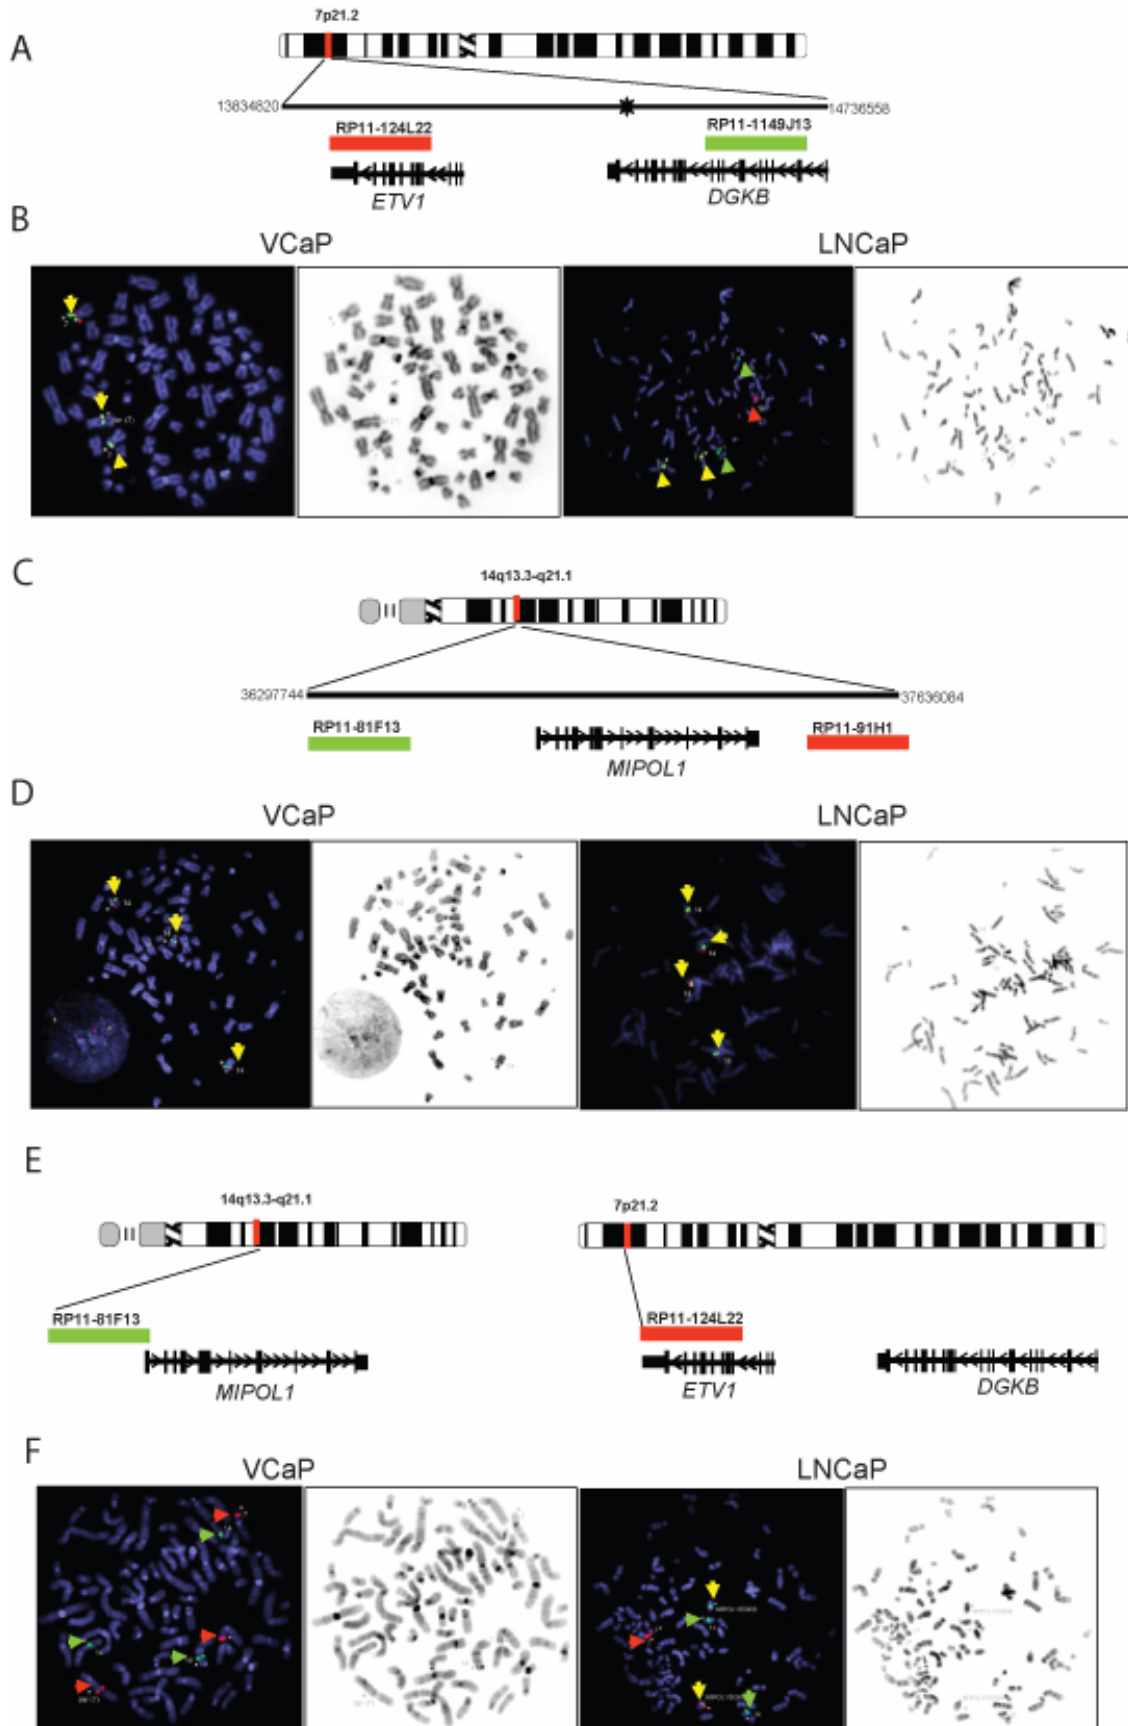 A
7p21.2
13834820
14736558
RP11-124L22
RP11-1149J13
ETV1
DGKB
B
VCaP
LNCaP
C
14q13.3-q21.1
36297744
37636084
RP11-81F13
RP11-91H1
MIPOL1
D
VCaP
LNCaP
E
14q13.3-q21.1
7p21.2
RP11-81F13
RP11-124L22
MIPOL1
ETV1
DGKB
F
VCaP
LNCaP